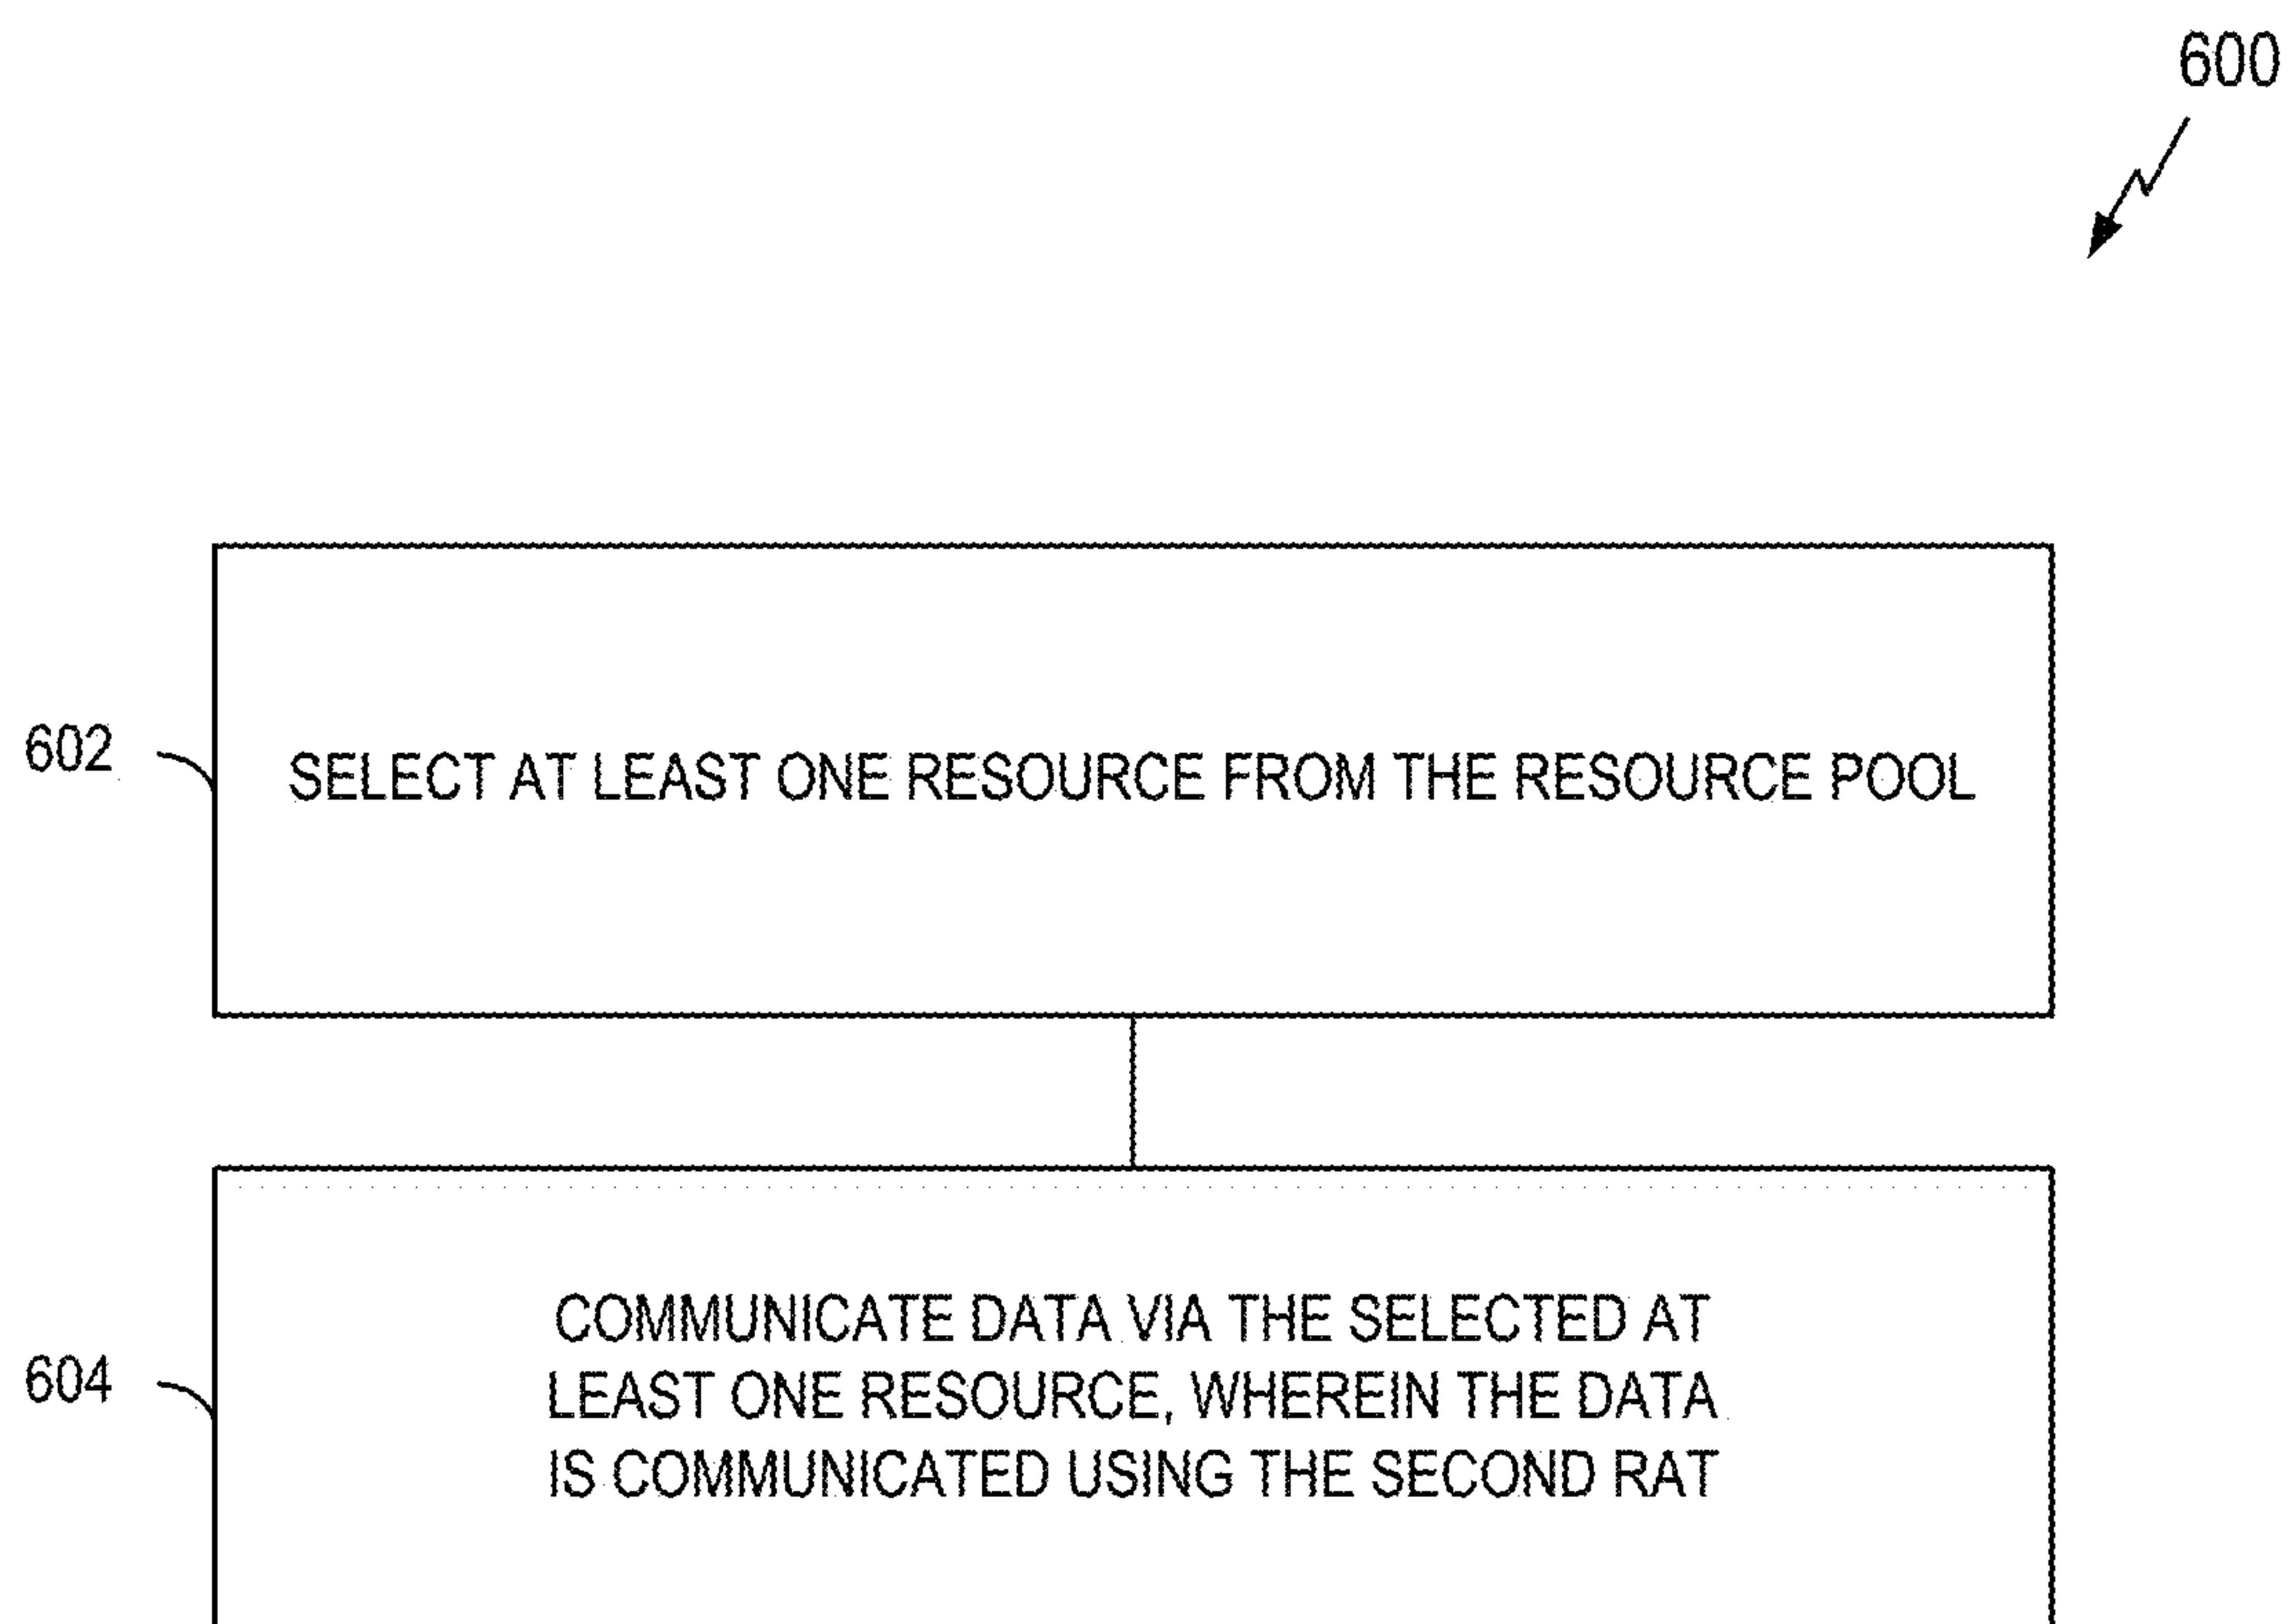 600
602
SELECT AT LEAST ONE RESOURCE FROM THE RESOURCE POOL
604
COMMUNICATE DATA VIA THE SELECTED AT
LEAST ONE RESOURCE, WHEREIN THE DATA
IS COMMUNICATED USING THE SECOND RAT